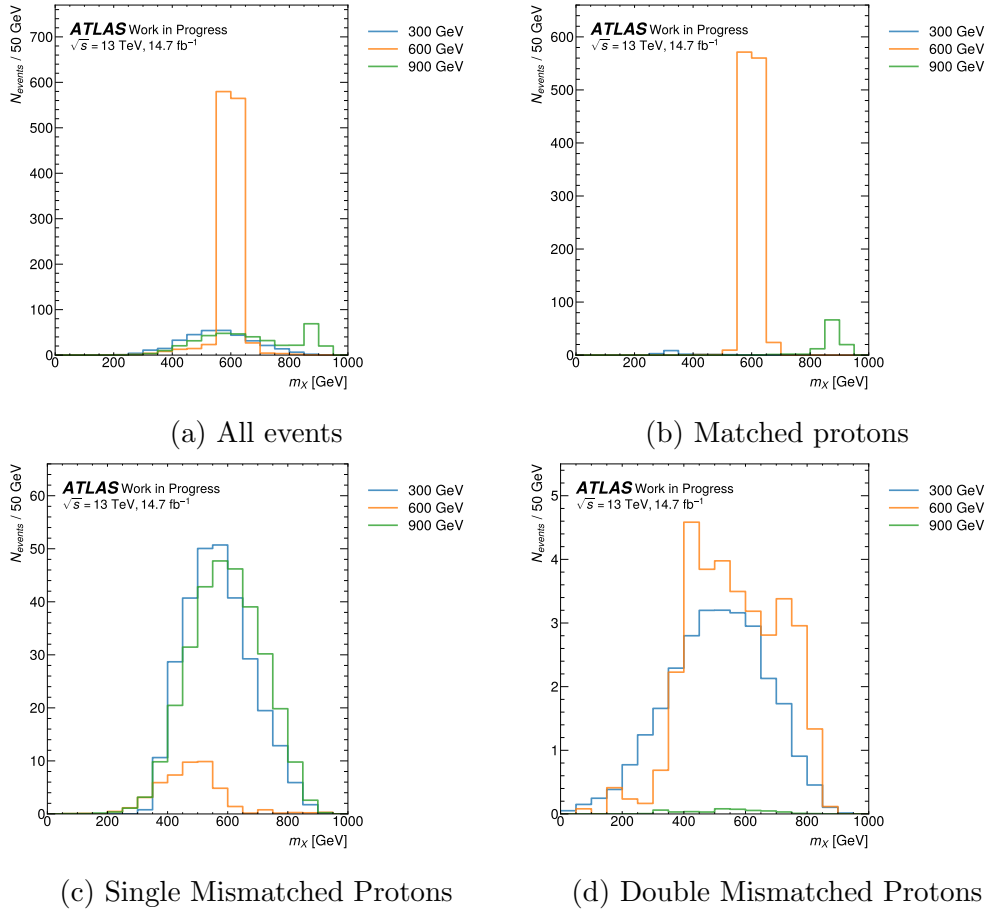 ATLAS Work in Progress
√s = 13 TeV, 14.7 fb⁻¹
300 GeV
600 GeV
900 GeV
N_events / 50 GeV
700
600
500
400
300
200
100
0
0 200 400 600 800 1000
m_X [GeV]
(a) All events
ATLAS Work in Progress
√s = 13 TeV, 14.7 fb⁻¹
300 GeV
600 GeV
900 GeV
N_events / 50 GeV
600
500
400
300
200
100
0
0 200 400 600 800 1000
m_X [GeV]
(b) Matched protons
ATLAS Work in Progress
√s = 13 TeV, 14.7 fb⁻¹
300 GeV
600 GeV
900 GeV
N_events / 50 GeV
60
50
40
30
20
10
0
0 200 400 600 800 1000
m_X [GeV]
(c) Single Mismatched Protons
ATLAS Work in Progress
√s = 13 TeV, 14.7 fb⁻¹
300 GeV
600 GeV
900 GeV
N_events / 50 GeV
5
4
3
2
1
0
0 200 400 600 800 1000
m_X [GeV]
(d) Double Mismatched Protons